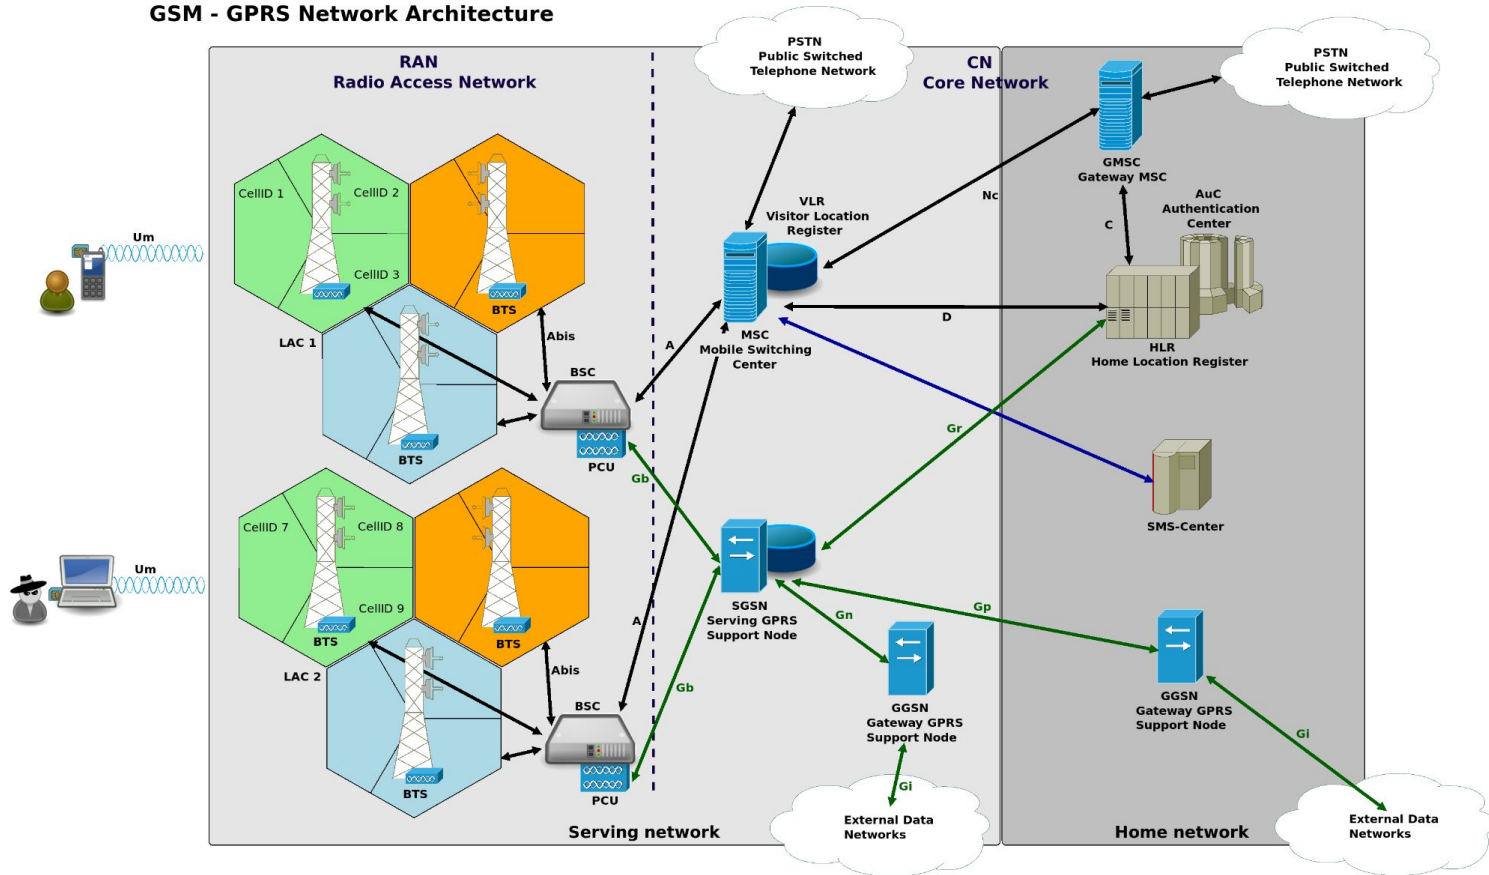 GSM - GPRS Network Architecture
RAN
Radio Access Network
PSTN
Public Switched
Telephone Network
CN
Core Network
PSTN
Public Switched
Telephone Network
GMSC
Gateway MSC
AuC
Authentication
Center
Nc
C
VLR
Visitor Location
Register
CellID 1
CellID 2
CellID 3
Um
BTS
LAC 1
Abis
BSC
A
MSC
Mobile Switching
Center
D
HLR
Home Location Register
BTS
PCU
Gb
Gr
SMS-Center
CellID 7
CellID 8
CellID 9
Um
BTS
BTS
LAC 2
Abis
BSC
A
Gb
SGSN
Serving GPRS
Support Node
Gn
Gp
GGSN
Gateway GPRS
Support Node
GGSN
Gateway GPRS
Support Node
Gi
Gi
BTS
PCU
External Data
Networks
External Data
Networks
Serving network
Home network